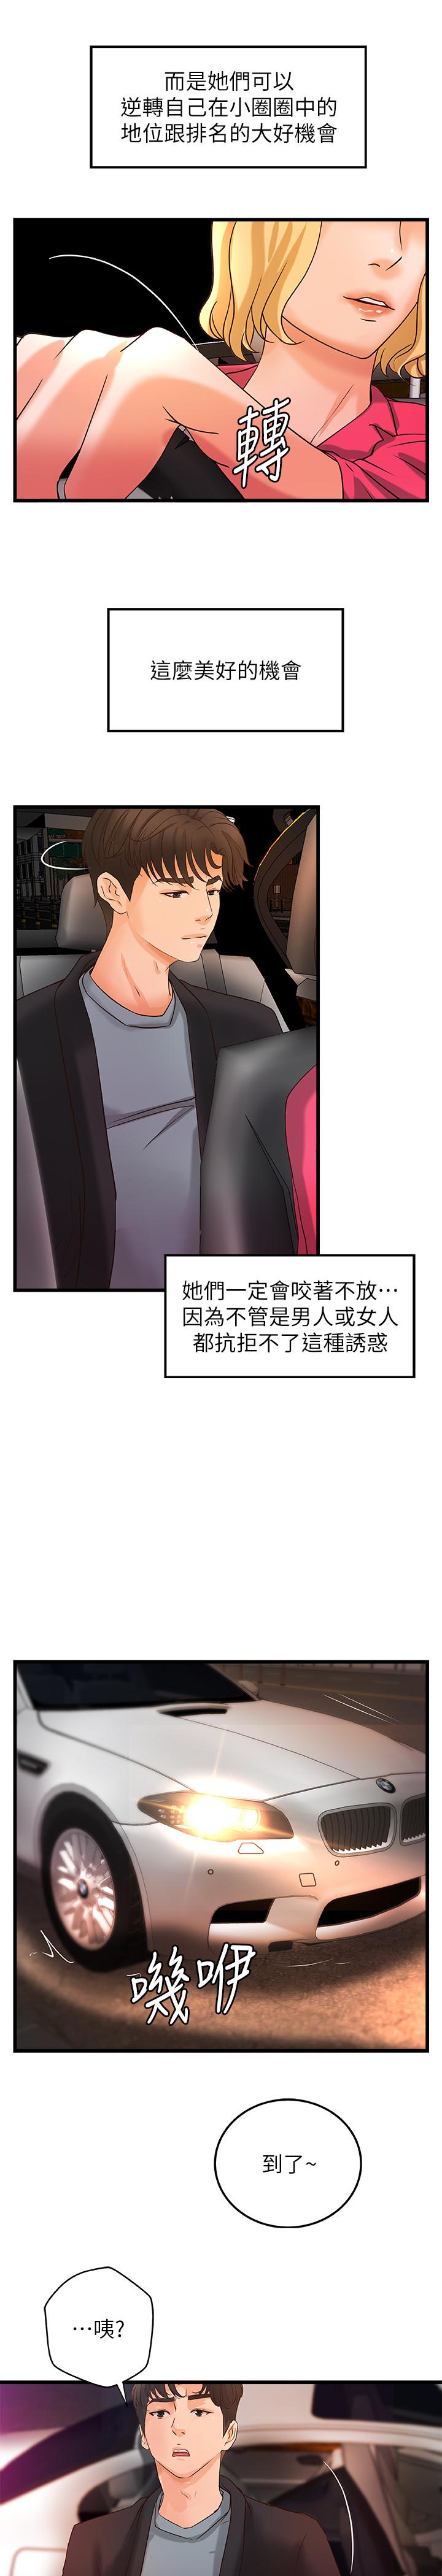 而是她們可以
逆轉自己在小圈圈中的
地位跟排名的大好機會
轉
這麼美好的機會
她們一定會咬著不放…
因為不管是男人或女人
都抗拒不了這種誘惑
嘰咿
到了~
…咦?